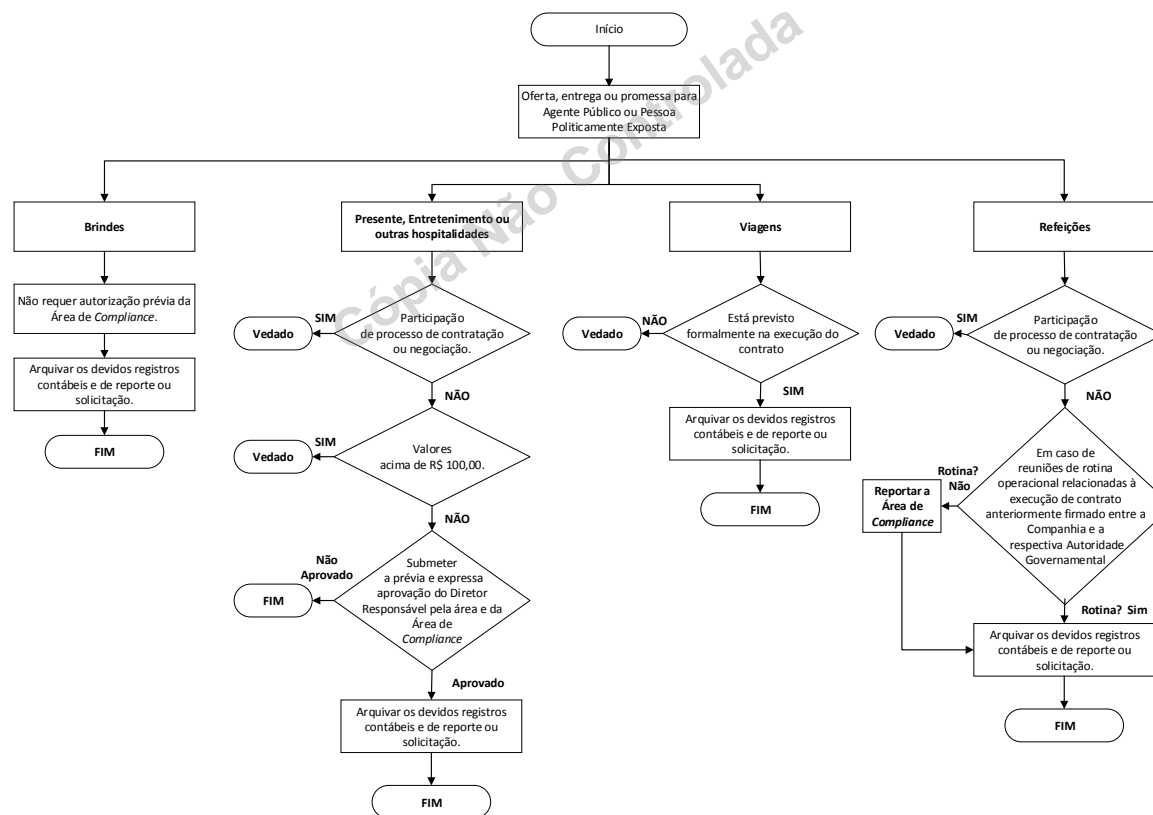 Início
Oferta, entrega ou promessa para
Agente Público ou Pessoa
Politicamente Exposta
Cópia Não Controlada
Brindes
Não requer autorização prévia da
Área de Compliance.
Arquivar os devidos registros
contábeis e de reporte ou
solicitação.
FIM
Presente, Entretenimento ou
outras hospitalidades
Participação
de processo de contratação
ou negociação.
SIM
Vedado
NÃO
Valores
acima de R$ 100,00.
SIM
Vedado
NÃO
Submeter
a prévia e expressa
aprovação do Diretor
Responsável pela área e da
Área de
Compliance
Não
Aprovado
FIM
Aprovado
Arquivar os devidos registros
contábeis e de reporte ou
solicitação.
FIM
Viagens
Está previsto
formalmente na execução do
contrato
NÃO
Vedado
SIM
Arquivar os devidos registros
contábeis e de reporte ou
solicitação.
FIM
Refeições
Participação
de processo de contratação
ou negociação.
SIM
Vedado
NÃO
Em caso de
reuniões de rotina
operacional relacionadas à
execução de contrato
anteriormente firmado entre a
Companhia e a
respectiva Autoridade
Governamental
Rotina?
Não
Reportar a
Área de
Compliance
Rotina? Sim
Arquivar os devidos registros
contábeis e de reporte ou
solicitação.
FIM